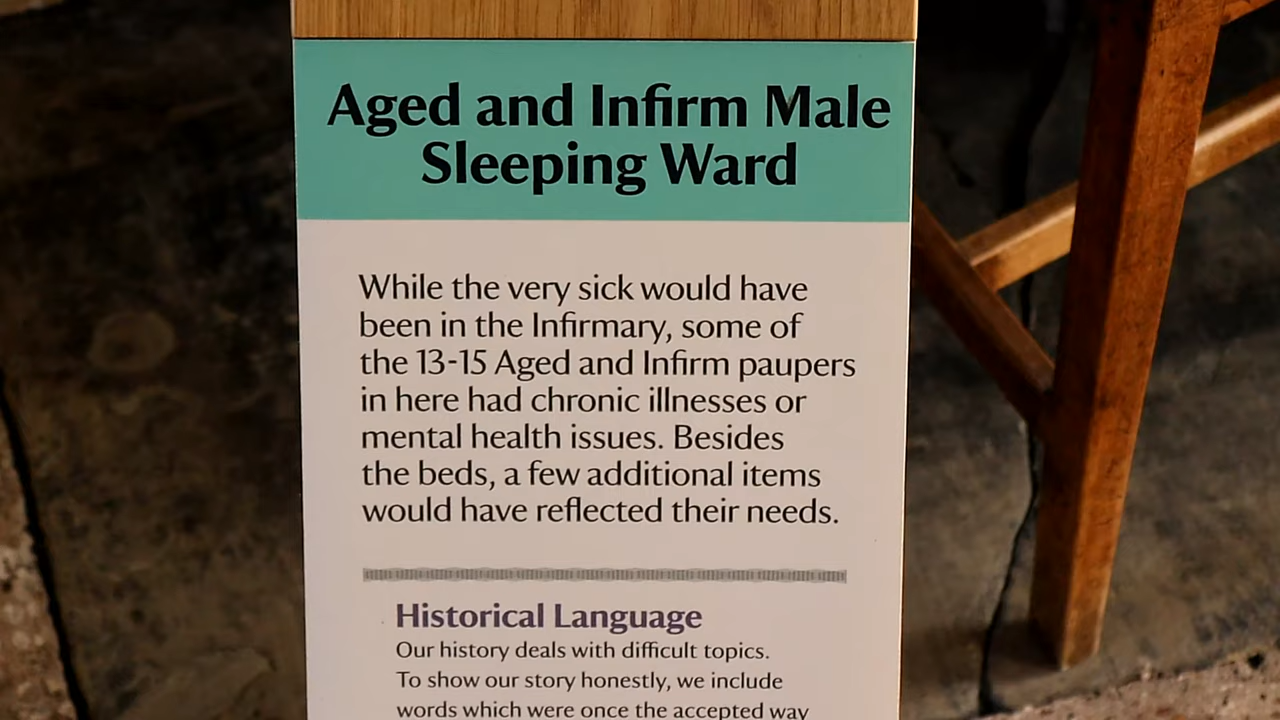 Aged and Infirm Male
Sleeping Ward
While the very sick would have
been in the Infirmary, some of
the 13-15 Aged and Infirm paupers
in here had chronic illnesses or
mental health issues. Besides
the beds, a few additional items
would have reflected their needs.
Historical Language
Our history deals with difficult topics.
To show our story honestly, we include
words which were once the accepted way